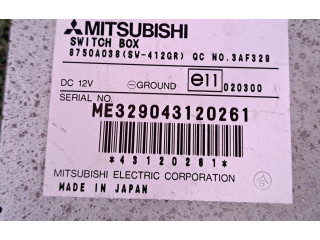 MITSUBISHI
SWITCH BOX
8750A038(SW-412GR) QC NO.3AF329
DC 12V ⊖GROUND e11 020300
SERIAL NO.
ME329043120261
*43120261*
MITSUBISHI ELECTRIC CORPORATION
MADE IN JAPAN